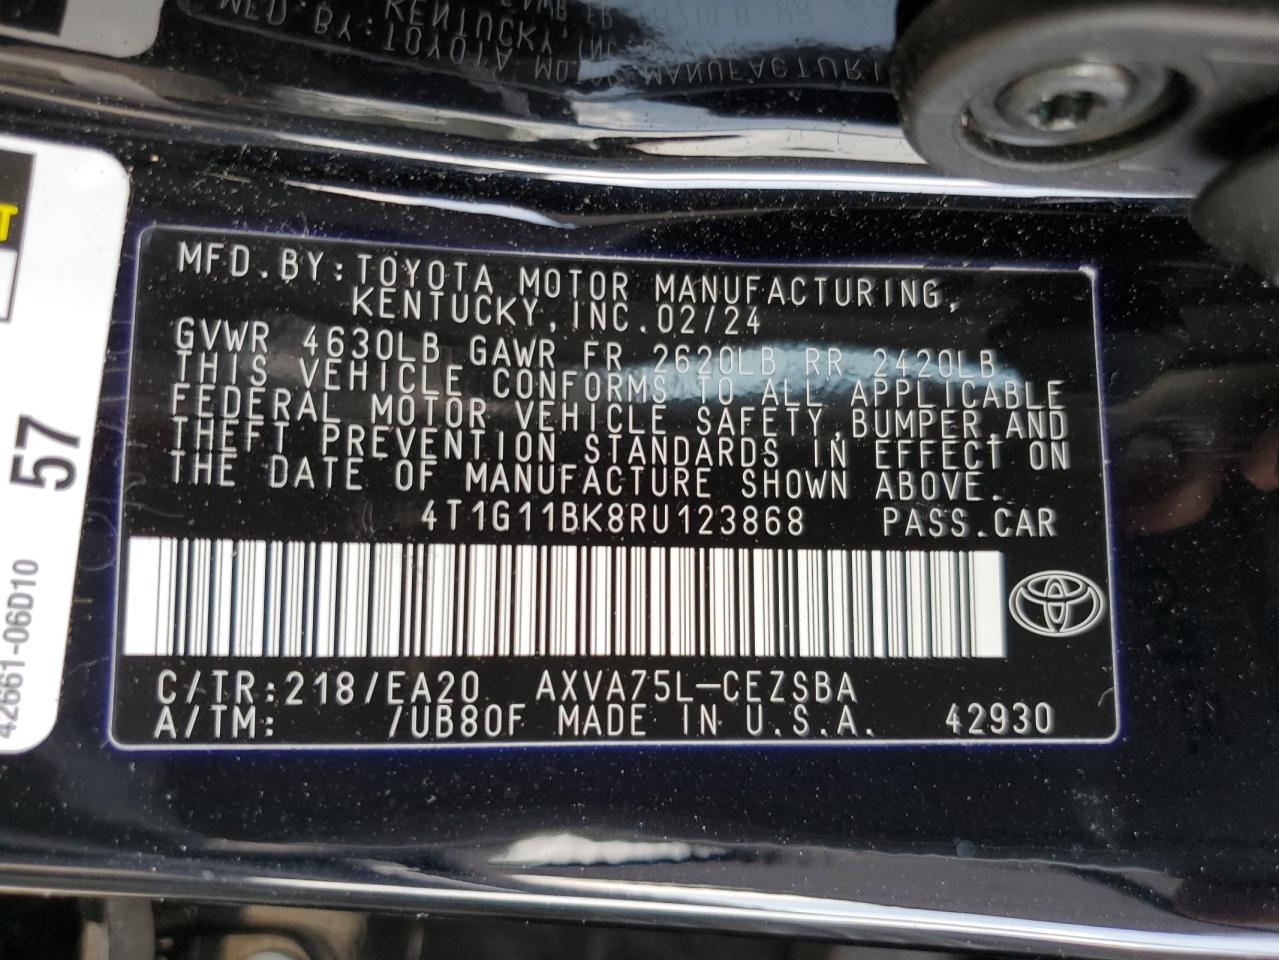 MFD.BY:TOYOTA MOTOR MANUFACTURING,
KENTUCKY,INC.02/24
GVWR 4630LB GAWR FR 2620LB RR 2420LB
THIS VEHICLE CONFORMS TO ALL APPLICABLE
FEDERAL MOTOR VEHICLE SAFETY,BUMPER,AND
THEFT PREVENTION STANDARDS IN EFFECT ON
THE DATE OF MANUFACTURE SHOWN ABOVE.
4T1G11BK8RU123868 PASS.CAR
C/TR:218/EA20 AXVA75L-CEZSBA
A/TM: /UB80F MADE IN U.S.A. 42930
57
42661-06D10